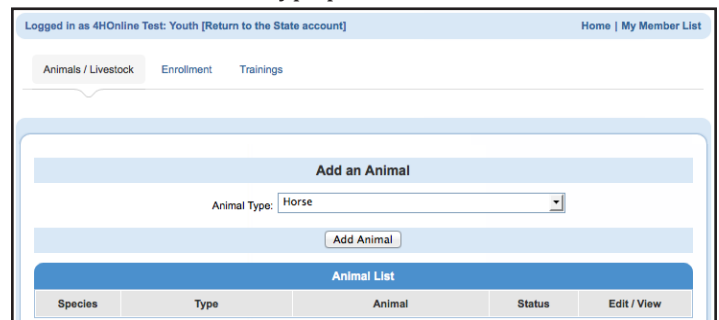 Logged in as 4HOnline Test: Youth [Return to the State account] Home | My Member List
Animals / Livestock Enrollment Trainings
Add an Animal
Animal Type: Horse
Add Animal
Animal List
Species Type Animal Status Edit / View